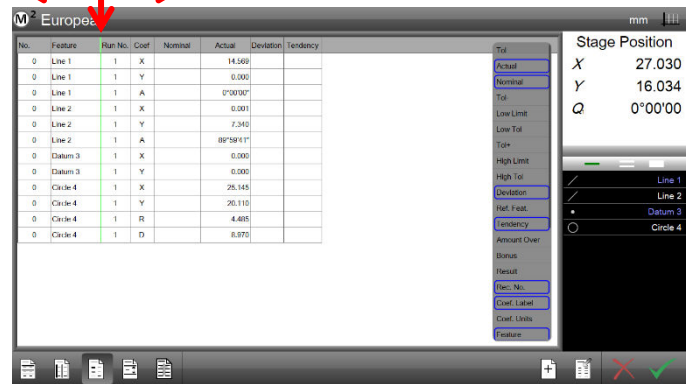 M² European mm
No. Feature Run No. Coef Nominal Actual Deviation Tendency
0 Line 1 1 X 14.569
0 Line 1 1 Y 0.000
0 Line 1 1 A 0°00'00"
0 Line 2 1 X 0.001
0 Line 2 1 Y 7.340
0 Line 2 1 A 89°59'41"
0 Datum 3 1 X 0.000
0 Datum 3 1 Y 0.000
0 Circle 4 1 X 25.145
0 Circle 4 1 Y 20.110
0 Circle 4 1 R 4.485
0 Circle 4 1 D 8.970
Tol
Actual
Nominal
Tol-
Low Limit
Low Tol
Tol+
High Limit
High Tol
Deviation
Ref. Feat.
Tendency
Amount Over
Bonus
Result
Rec. No.
Coef. Label
Coef. Units
Feature
Stage Position
X 27.030
Y 16.034
Q 0°00'00
Line 1
Line 2
Datum 3
Circle 4